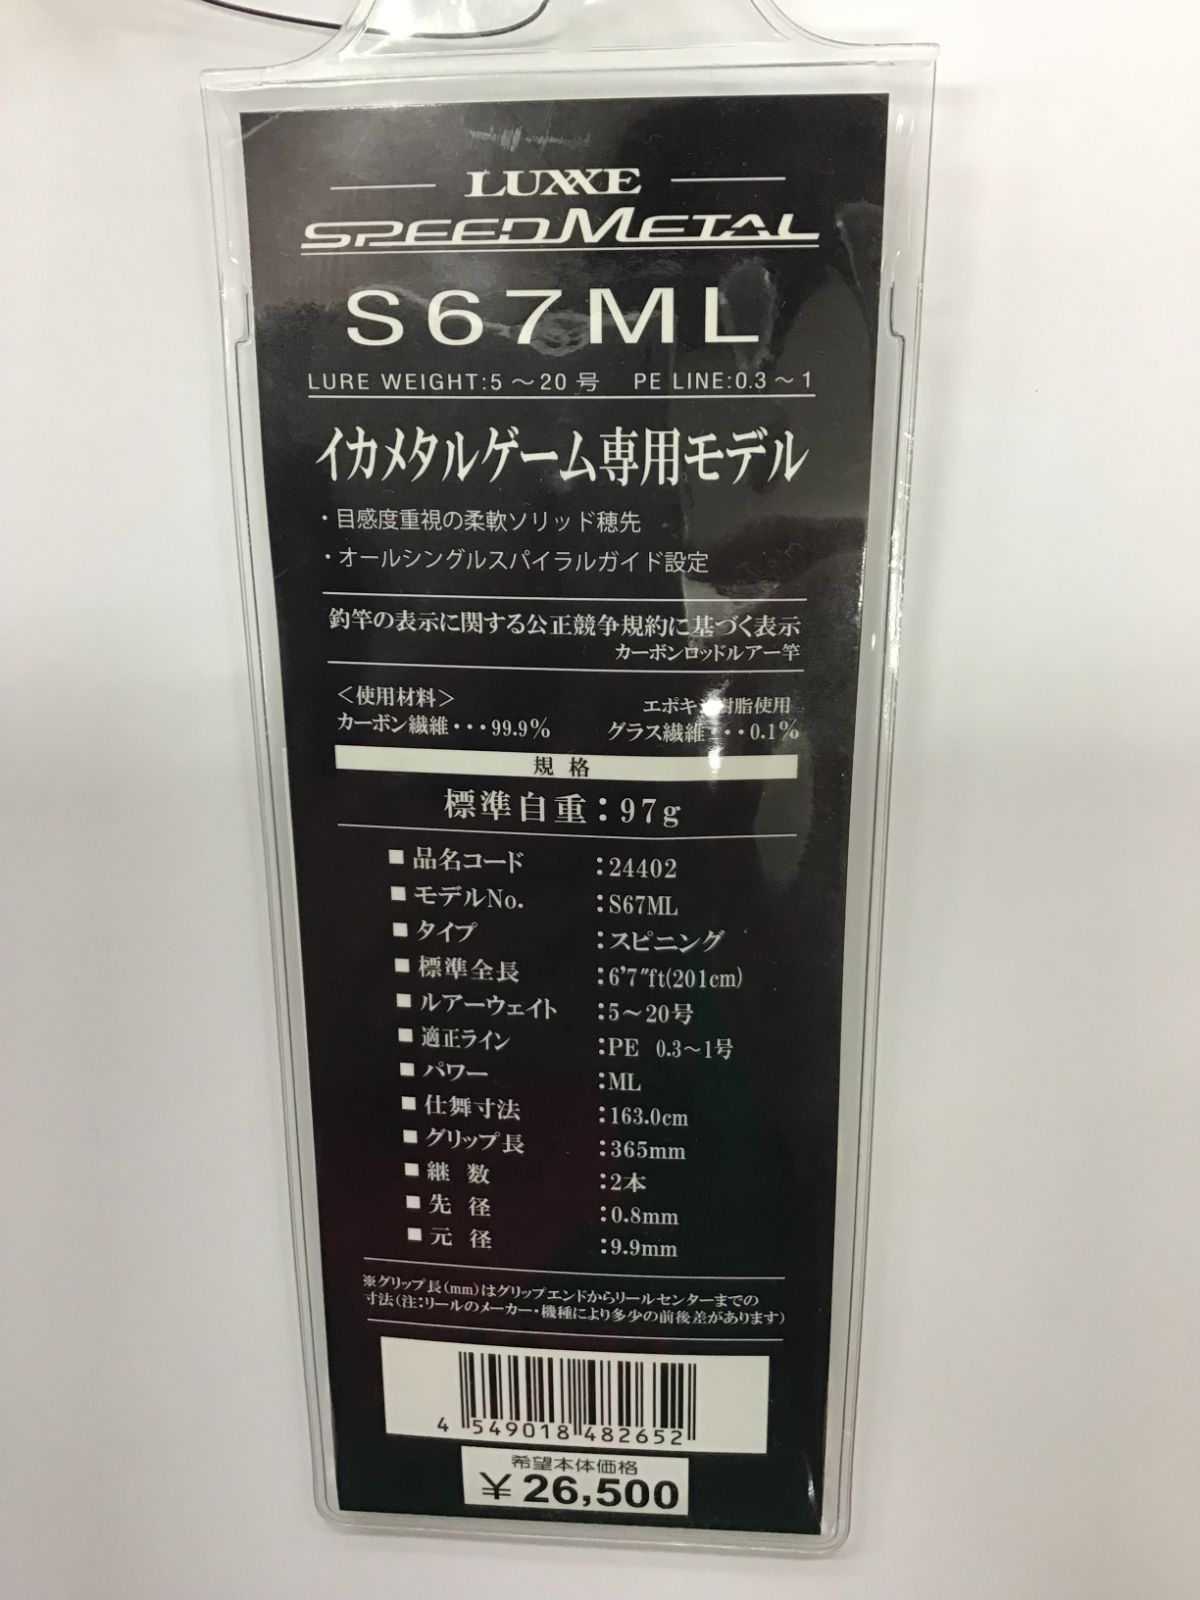 LUXXE
SPEED METAL
S67ML
LURE WEIGHT:5～20号 PE LINE:0.3～1
イカメタルゲーム専用モデル
・目感度重視の柔軟ソリッド穂先
・オールシングルスパイラルガイド設定
釣竿の表示に関する公正競争規約に基づく表示
カーボンロッドルアー竿
＜使用材料＞ エポキシ樹脂使用
カーボン繊維・・・99.9% グラス繊維・・・0.1%
規格
標準自重：97g
■ 品名コード ：24402
■ モデルNo. ：S67ML
■ タイプ ：スピニング
■ 標準全長 ：6'7"ft(201cm)
■ ルアーウェイト ：5～20号
■ 適正ライン ：PE 0.3～1号
■ パワー ：ML
■ 仕舞寸法 ：163.0cm
■ グリップ長 ：365mm
■ 継数 ：2本
■ 先径 ：0.8mm
■ 元径 ：9.9mm
※グリップ長(mm)はグリップエンドからリールセンターまでの
寸法(注：リールのメーカー・機種により多少の前後差があります)
4 549018 482652
希望本体価格
￥26,500